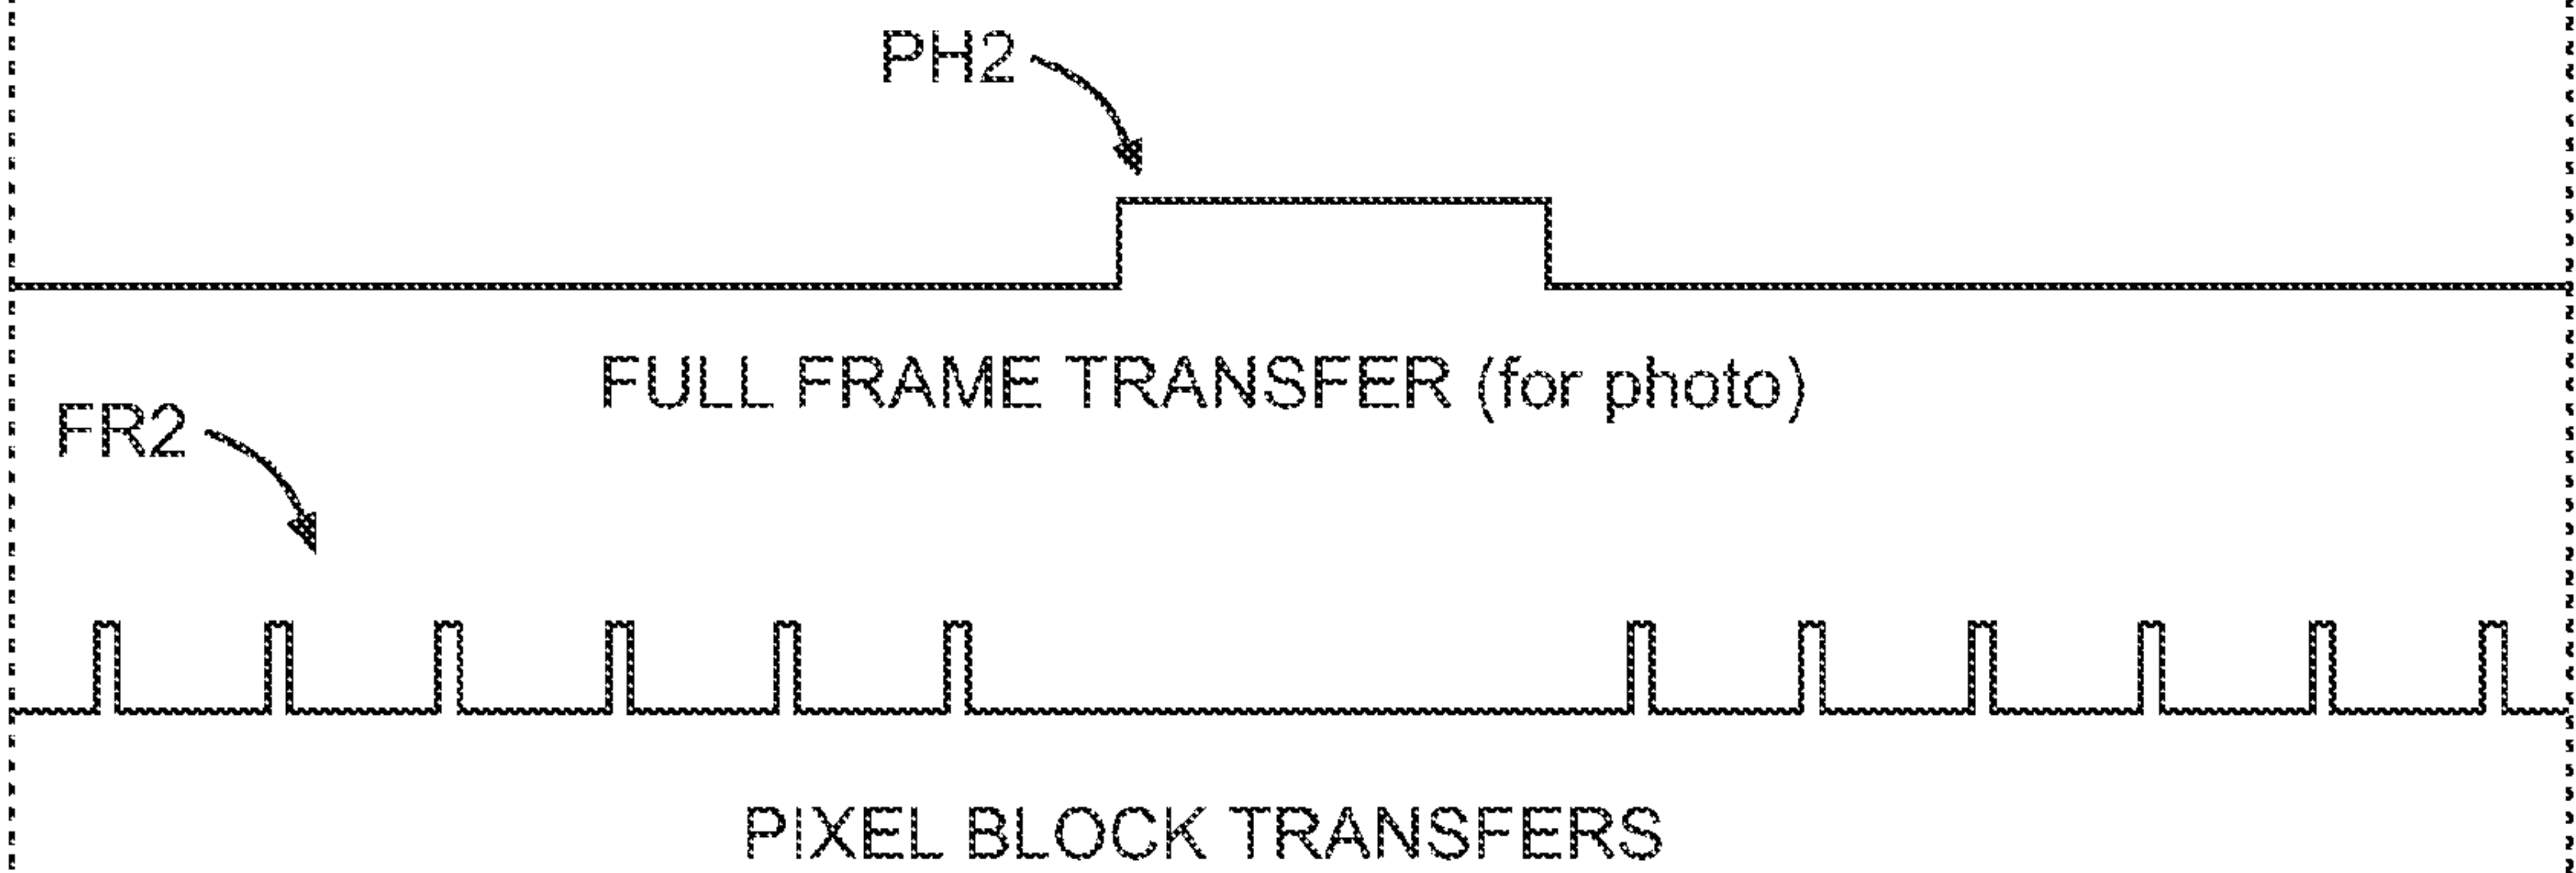 PH2
FULL FRAME TRANSFER (for photo)
FR2
PIXEL BLOCK TRANSFERS